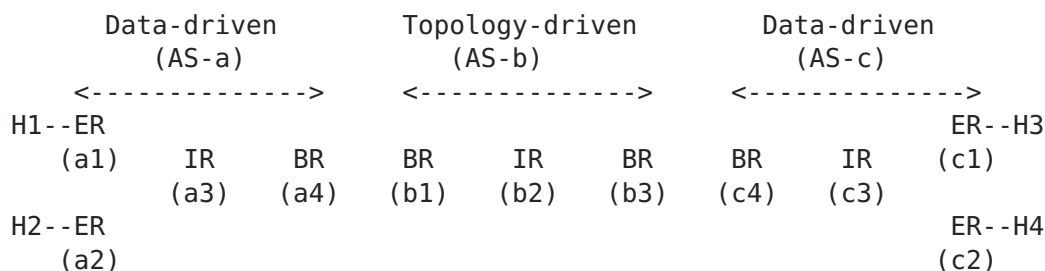 Data-driven Topology-driven Data-driven
(AS-a) (AS-b) (AS-c)
<--------------> <--------------> <-------------->
H1--ER ER--H3
(a1) IR BR BR IR BR BR IR (c1)
(a3) (a4) (b1) (b2) (b3) (c4) (c3)
H2--ER ER--H4
(a2) (c2)